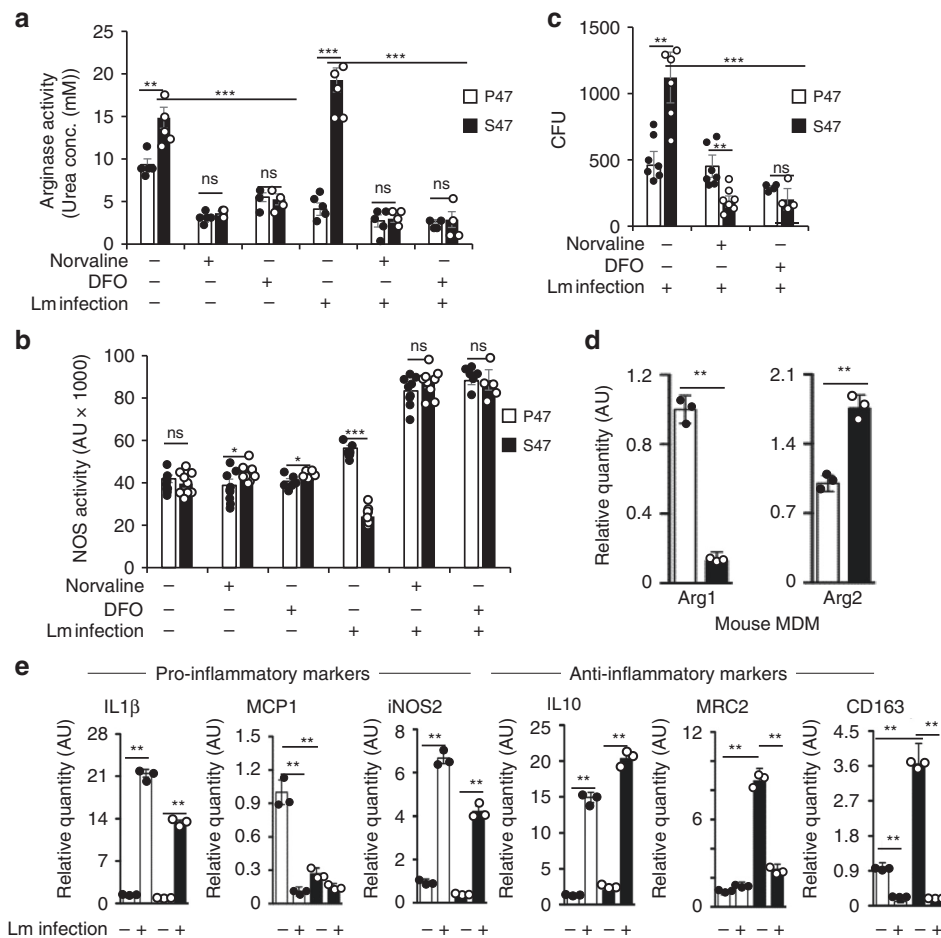 a
25
20
15
10
5
0
Arginase activity
(Urea conc. (mM))
** *** ns ns *** *** ns ns
P47
S47
Norvaline – + – – + –
DFO – – + – – +
Lm infection – – – + + +
c
1500
1000
500
0
CFU
** *** ** ns
P47
S47
Norvaline – + –
DFO – – +
Lm infection + + +
b
100
80
60
40
20
0
NOS activity (AU × 1000)
ns * * *** ns ns
P47
S47
Norvaline – + – – + –
DFO – – + – – +
Lm infection – – – + + +
d
Relative quantity (AU)
1.2
0.8
0.4
0
**
Arg1
2.1
1.4
0.7
0
**
Arg2
Mouse MDM
e
Pro-inflammatory markers Anti-inflammatory markers
IL1β
Relative quantity (AU)
28
21
14
7
0
** **
MCP1
Relative quantity (AU)
1.5
1.2
0.9
0.6
0.3
0
** **
iNOS2
Relative quantity (AU)
8
6
4
2
0
** **
IL10
Relative quantity (AU)
25
20
15
10
5
0
** **
MRC2
Relative quantity (AU)
12
9
6
2
0
** **
CD163
Relative quantity (AU)
4.5
3.6
2.7
1.8
0.9
0
** ** **
Lm infection – + – + – + – + – + – + – + – + – + – + – + – +